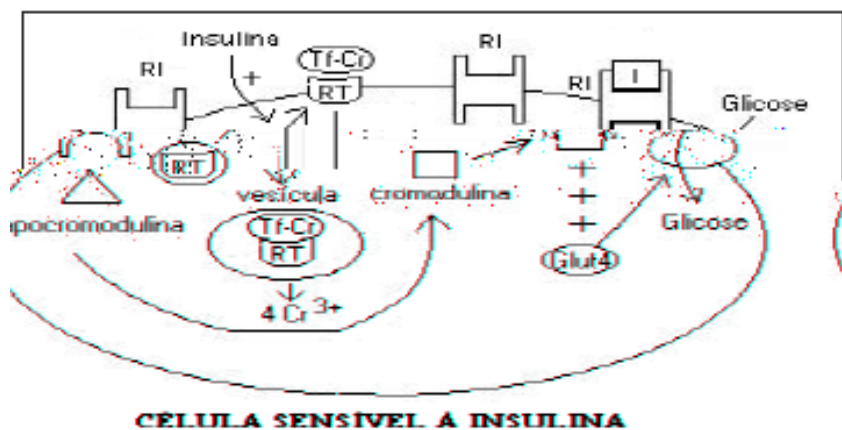 Insulina
+
Tf-Cr
RT
RI
RI
RI
I
Glicose
RT
vesícula
cromodulina
pocromodulina
Tf-Cr
RT
+
+
+
Glut4
Glicose
4 Cr 3+
CÉLULA SENSÍVEL Á INSULINA